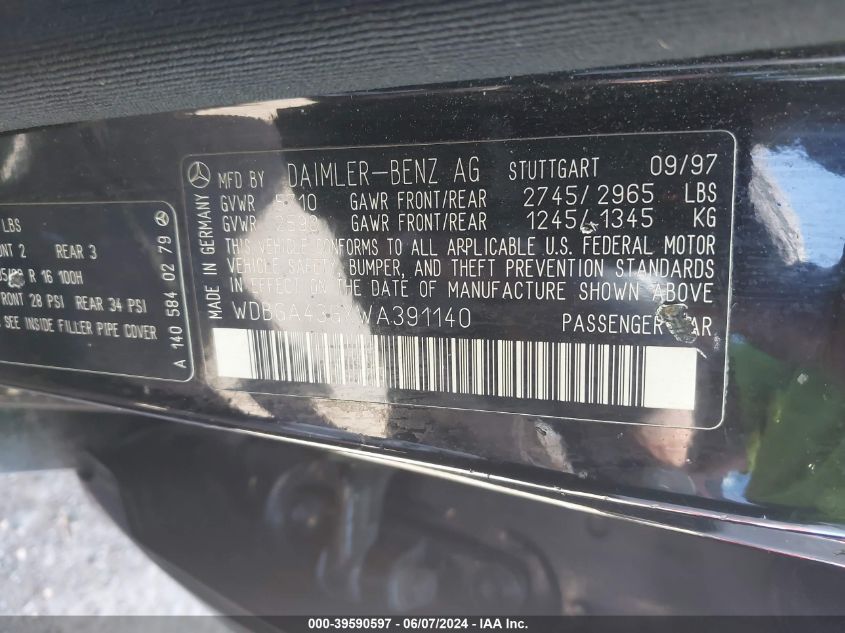 LBS
FRONT 2 REAR 3
R 16 100H
FRONT 28 PSI REAR 34 PSI
SEE INSIDE FILLER PIPE COVER
A 140 584 02 79
MADE IN GERMANY
MFD BY DAIMLER-BENZ AG STUTTGART 09/97
GVWR GAWR FRONT/REAR 2745/2965 LBS
GVWR GAWR FRONT/REAR 1245/1345 KG
THIS VEHICLE CONFORMS TO ALL APPLICABLE U.S. FEDERAL MOTOR
VEHICLE SAFETY, BUMPER, AND THEFT PREVENTION STANDARDS
IN EFFECT ON THE DATE OF MANUFACTURE SHOWN ABOVE
PASSENGER CAR
000-39590597 - 06/07/2024 - IAA Inc.